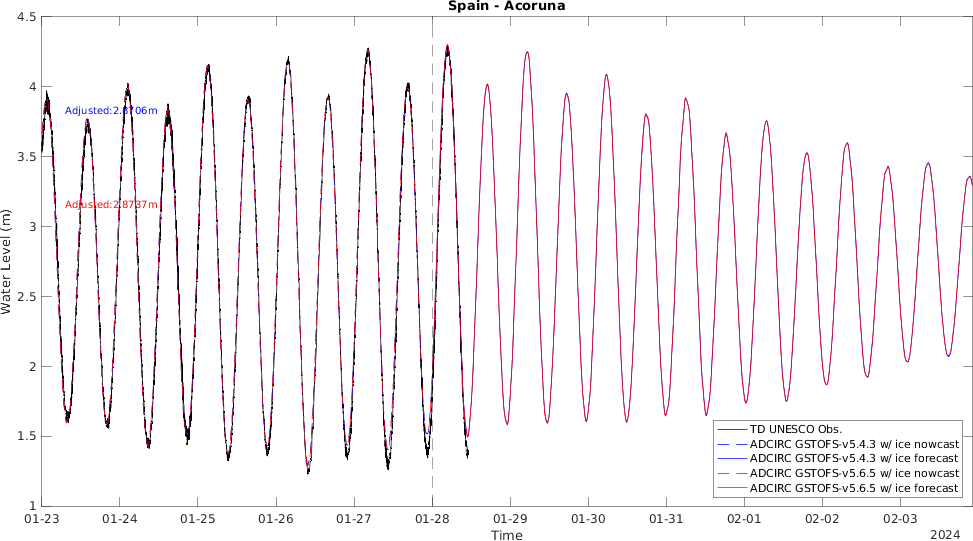 Spain - Acoruna
4.5
4
3.5
3
2.5
2
1.5
1
Water Level (m)
Adjusted:2.8706m
Adjusted:2.8737m
TD UNESCO Obs.
ADCIRC GSTOFS-v5.4.3 w/ ice nowcast
ADCIRC GSTOFS-v5.4.3 w/ ice forecast
ADCIRC GSTOFS-v5.6.5 w/ ice nowcast
ADCIRC GSTOFS-v5.6.5 w/ ice forecast
01-23 01-24 01-25 01-26 01-27 01-28 01-29 01-30 01-31 02-01 02-02 02-03
Time
2024